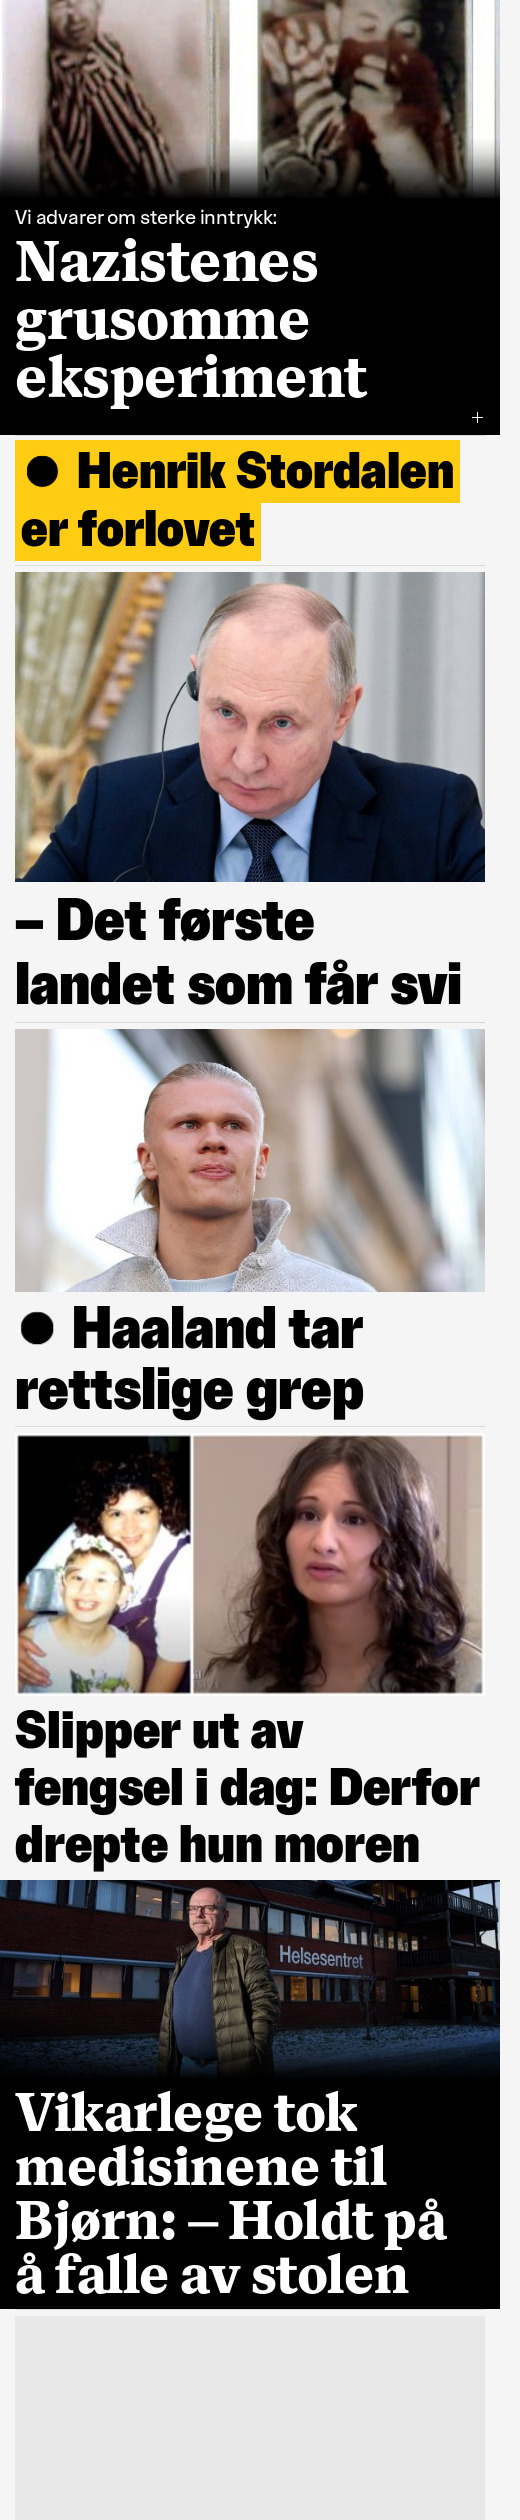 Vi advarer om sterke inntrykk:
Nazistenes
grusomme
eksperiment
+
● Henrik Stordalen
er forlovet
– Det første
landet som får svi
● Haaland tar
rettslige grep
Slipper ut av
fengsel i dag: Derfor
drepte hun moren
Helsesentret
Vikarlege tok
medisinene til
Bjørn: – Holdt på
å falle av stolen